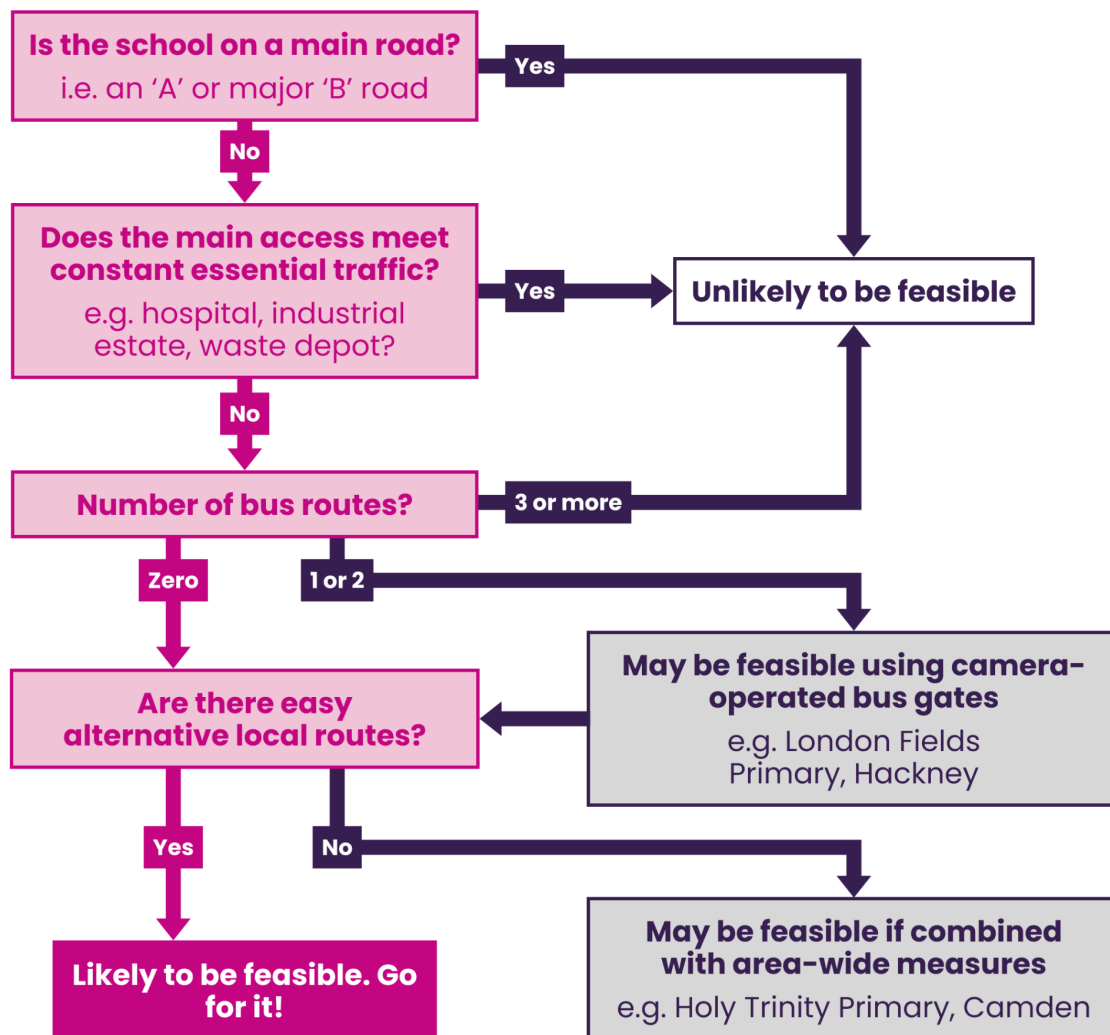 Is the school on a main road?
i.e. an ‘A’ or major ‘B’ road
Yes
No
Does the main access meet
constant essential traffic?
e.g. hospital, industrial
estate, waste depot?
Yes
Unlikely to be feasible
No
Number of bus routes?
3 or more
Zero
1 or 2
May be feasible using camera-
operated bus gates
e.g. London Fields
Primary, Hackney
Are there easy
alternative local routes?
Yes
No
Likely to be feasible. Go
for it!
May be feasible if combined
with area-wide measures
e.g. Holy Trinity Primary, Camden